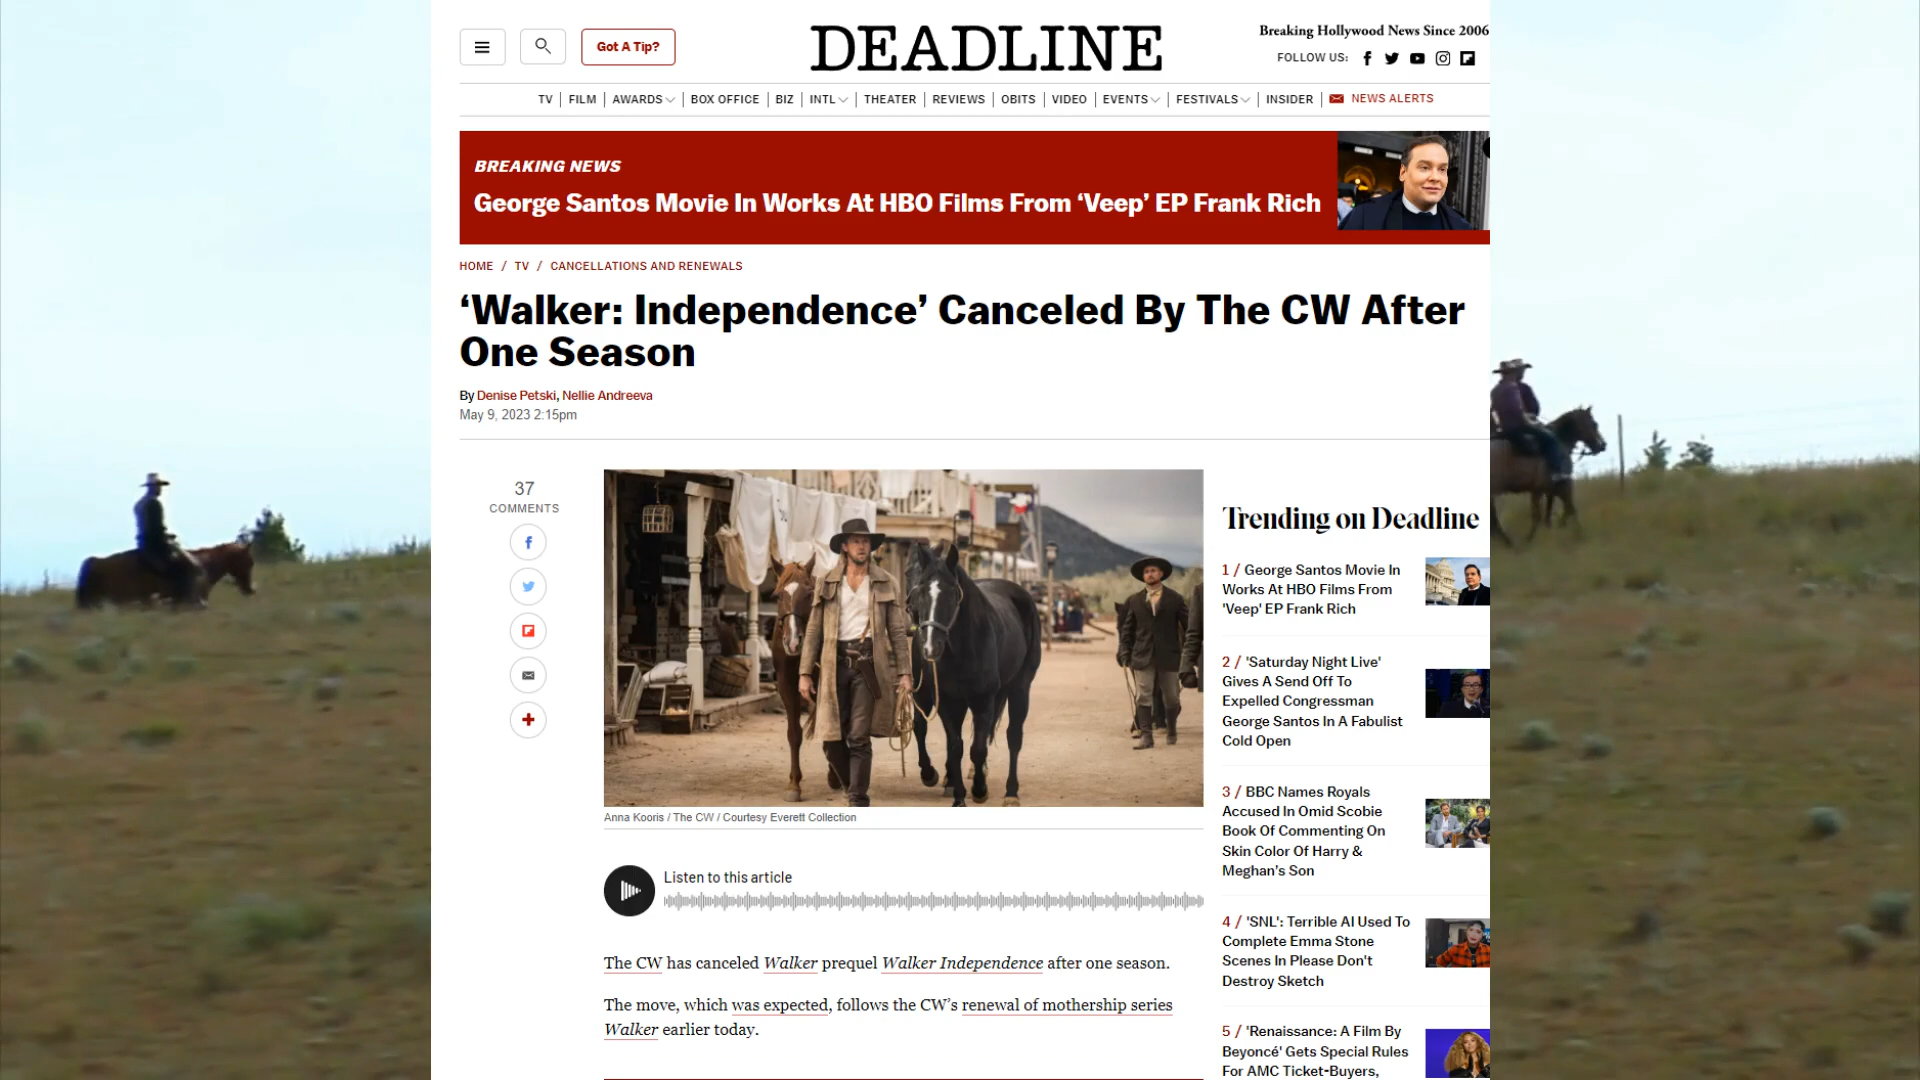 Got A Tip?
DEADLINE
Breaking Hollywood News Since 2006
FOLLOW US:
TV | FILM | AWARDS | BOX OFFICE | BIZ | INTL | THEATER | REVIEWS | OBITS | VIDEO | EVENTS | FESTIVALS | INSIDER | NEWS ALERTS
BREAKING NEWS
George Santos Movie In Works At HBO Films From ‘Veep’ EP Frank Rich
HOME / TV / CANCELLATIONS AND RENEWALS
‘Walker: Independence’ Canceled By The CW After
One Season
By Denise Petski, Nellie Andreeva
May 9, 2023 2:15pm
37
COMMENTS
Anna Kooris / The CW / Courtesy Everett Collection
Listen to this article
The CW has canceled Walker prequel Walker Independence after one season.
The move, which was expected, follows the CW’s renewal of mothership series
Walker earlier today.
Trending on Deadline
1 / George Santos Movie In
Works At HBO Films From
'Veep' EP Frank Rich
2 / 'Saturday Night Live'
Gives A Send Off To
Expelled Congressman
George Santos In A Fabulist
Cold Open
3 / BBC Names Royals
Accused In Omid Scobie
Book Of Commenting On
Skin Color Of Harry &
Meghan's Son
4 / 'SNL': Terrible AI Used To
Complete Emma Stone
Scenes In Please Don't
Destroy Sketch
5 / 'Renaissance: A Film By
Beyoncé' Gets Special Rules
For AMC Ticket-Buyers,